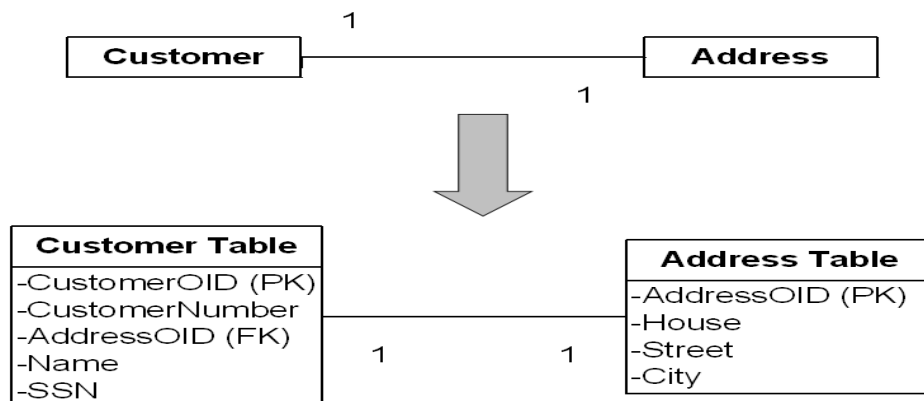 1
Customer
Address
1
Customer Table
-CustomerOID (PK)
-CustomerNumber
-AddressOID (FK)
-Name
-SSN
1
1
Address Table
-AddressOID (PK)
-House
-Street
-City